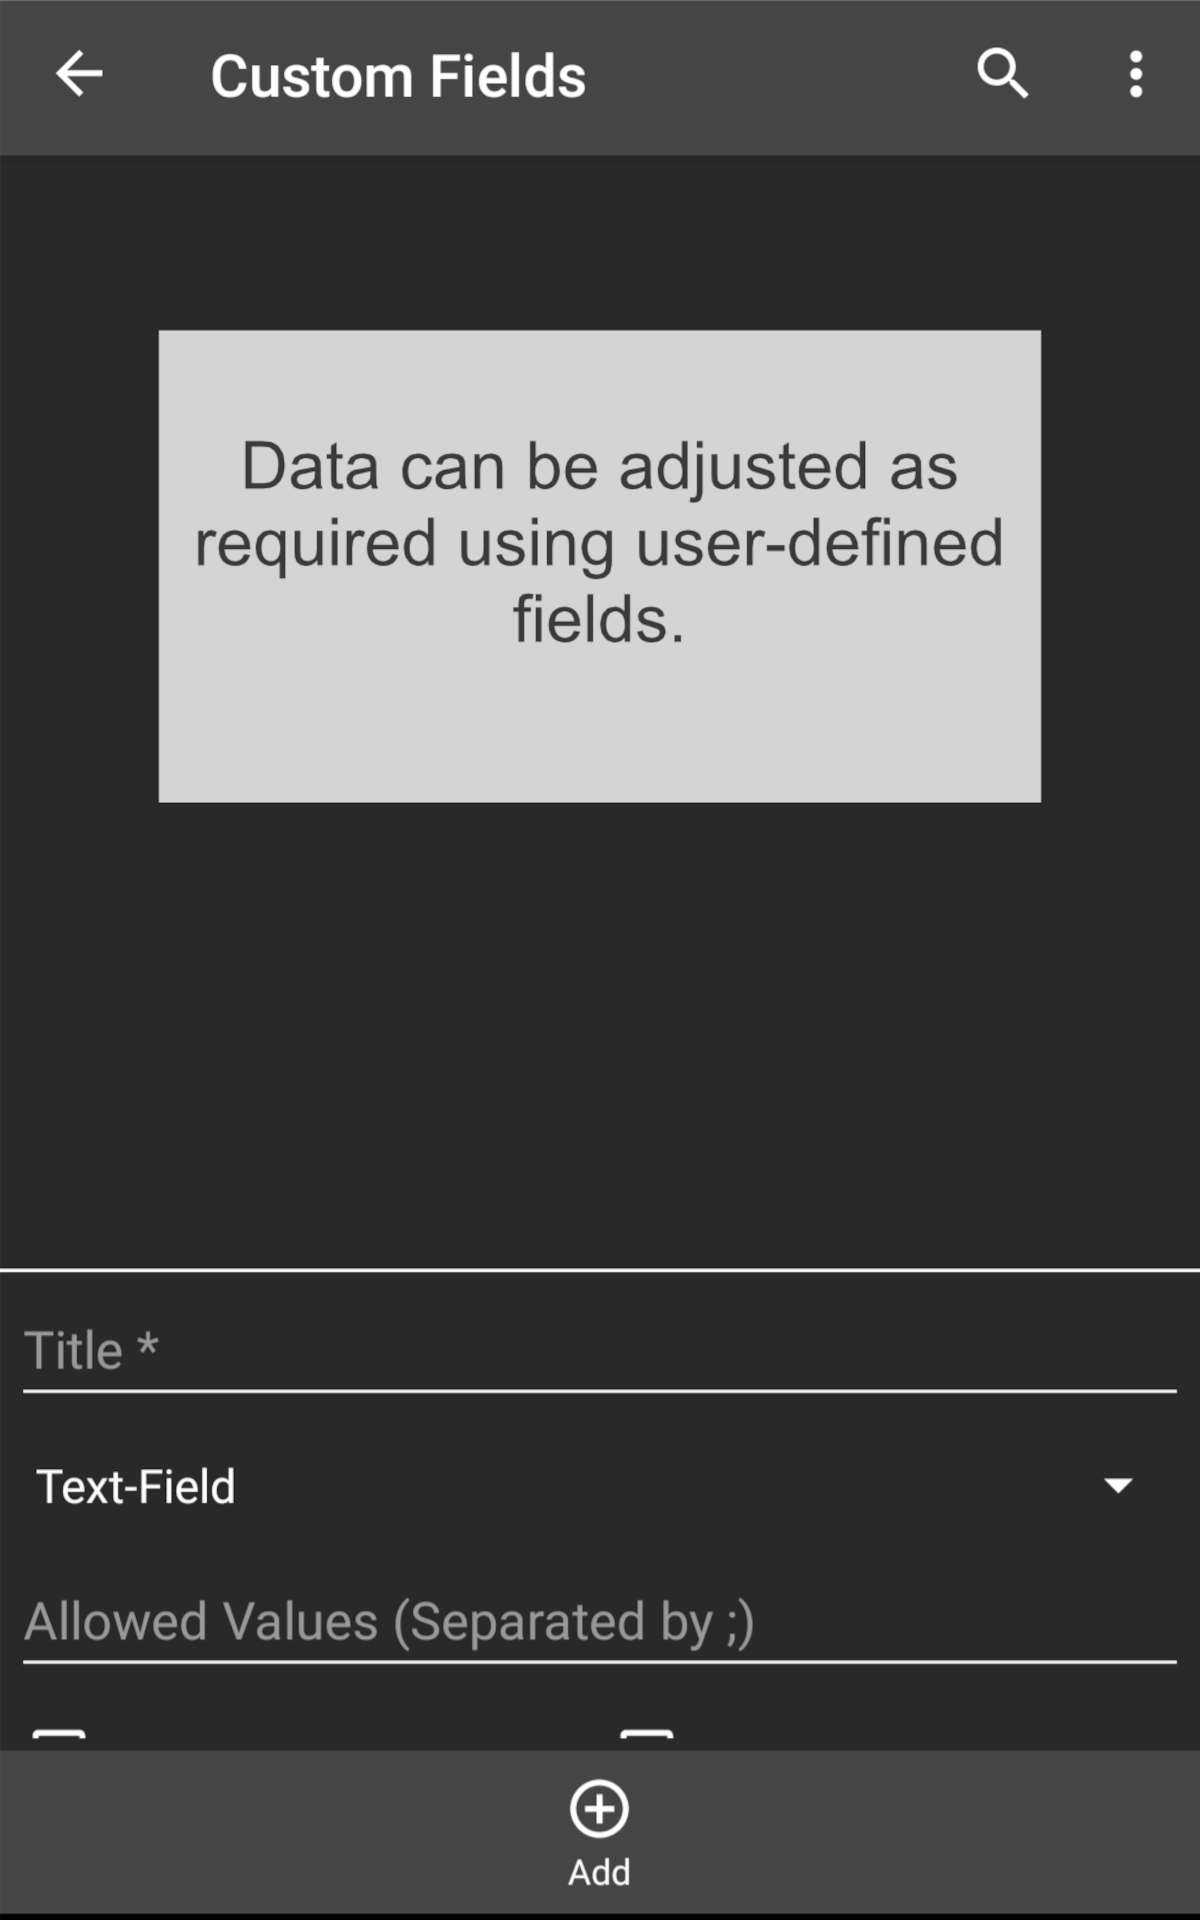 Custom Fields
Data can be adjusted as
required using user-defined
fields.
Title *
Text-Field
Allowed Values (Separated by ;)
Add